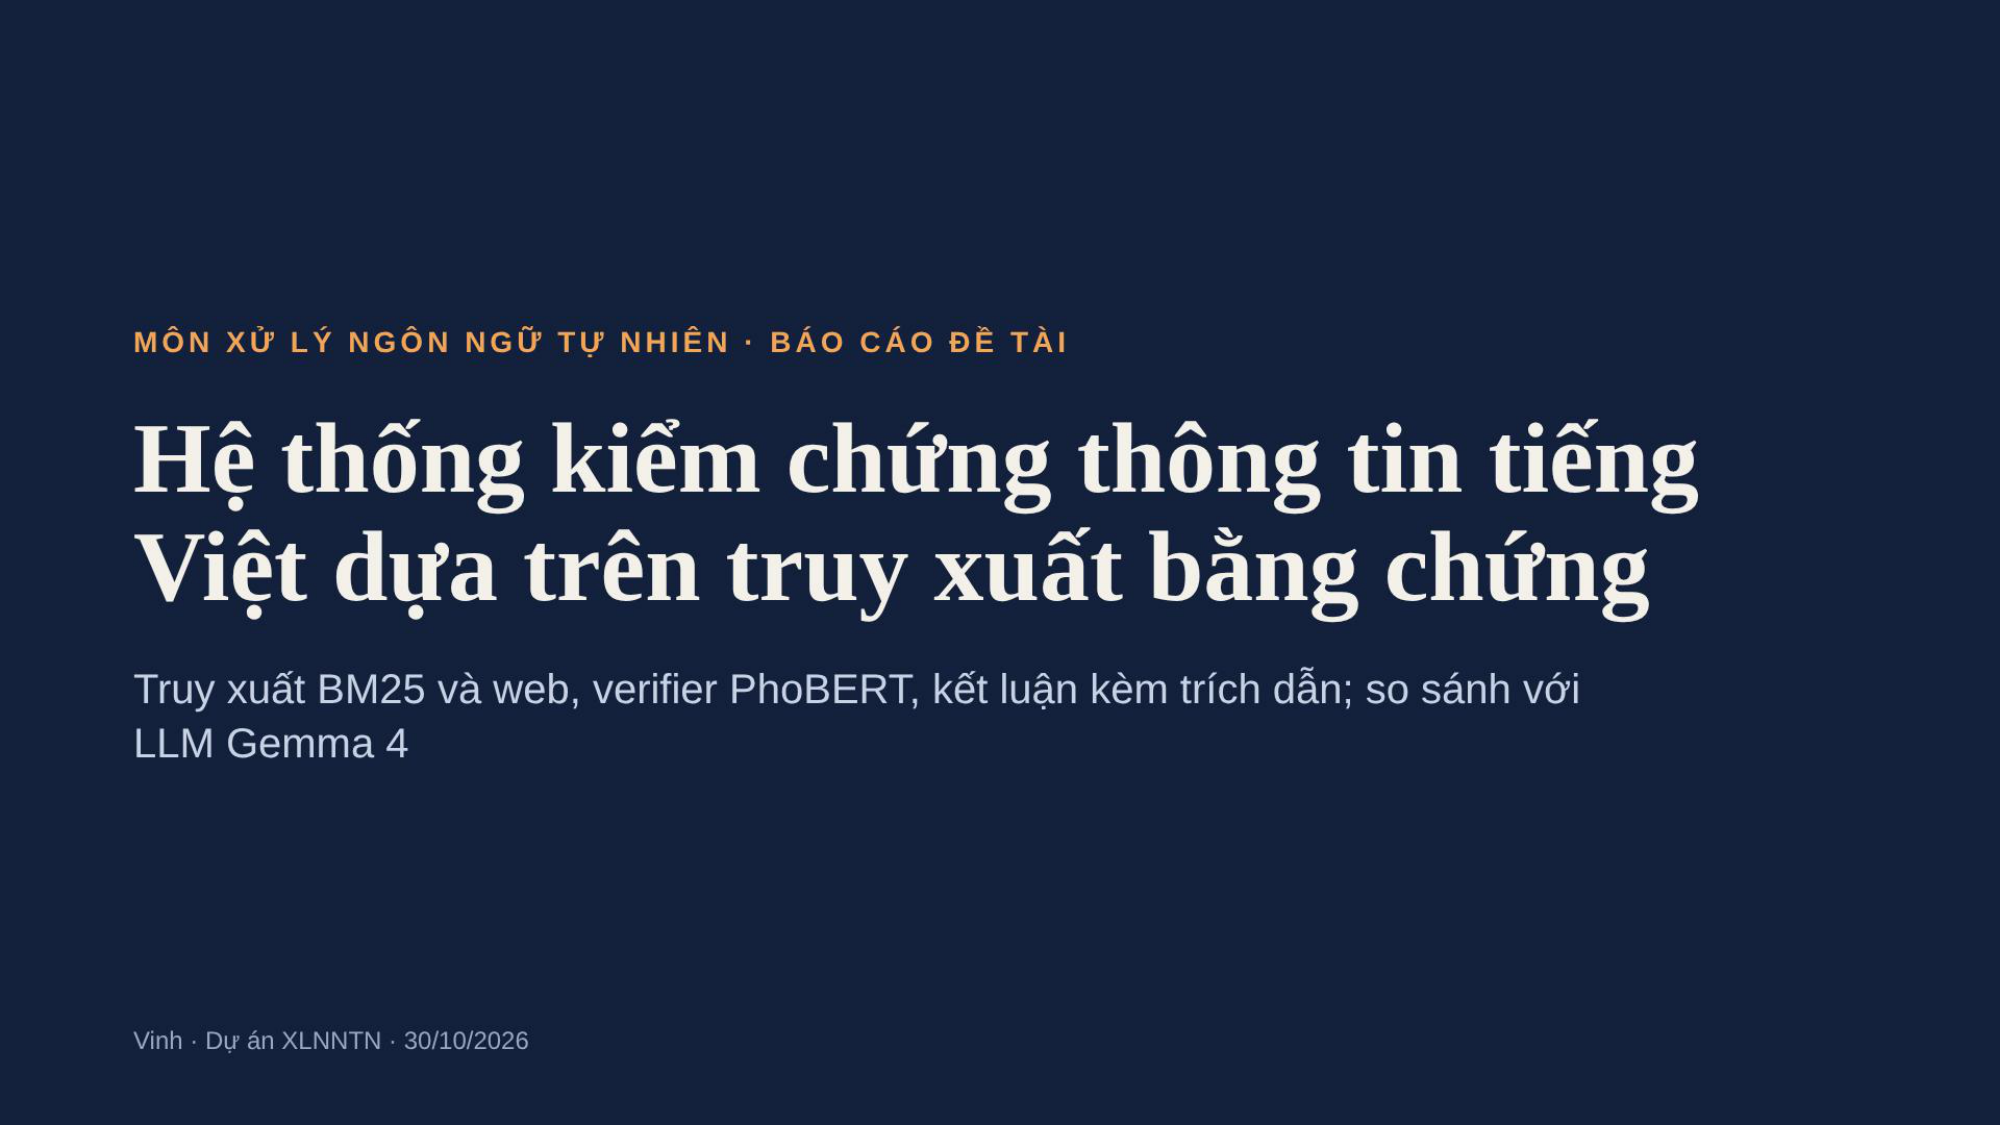 MÔN XỬ LÝ NGÔN NGỮ TỰ NHIÊN · BÁO CÁO ĐỀ TÀI
Hệ thống kiểm chứng thông tin tiếng
Việt dựa trên truy xuất bằng chứng
Truy xuất BM25 và web, verifier PhoBERT, kết luận kèm trích dẫn; so sánh với
LLM Gemma 4
Vinh · Dự án XLNNTN · 30/10/2026